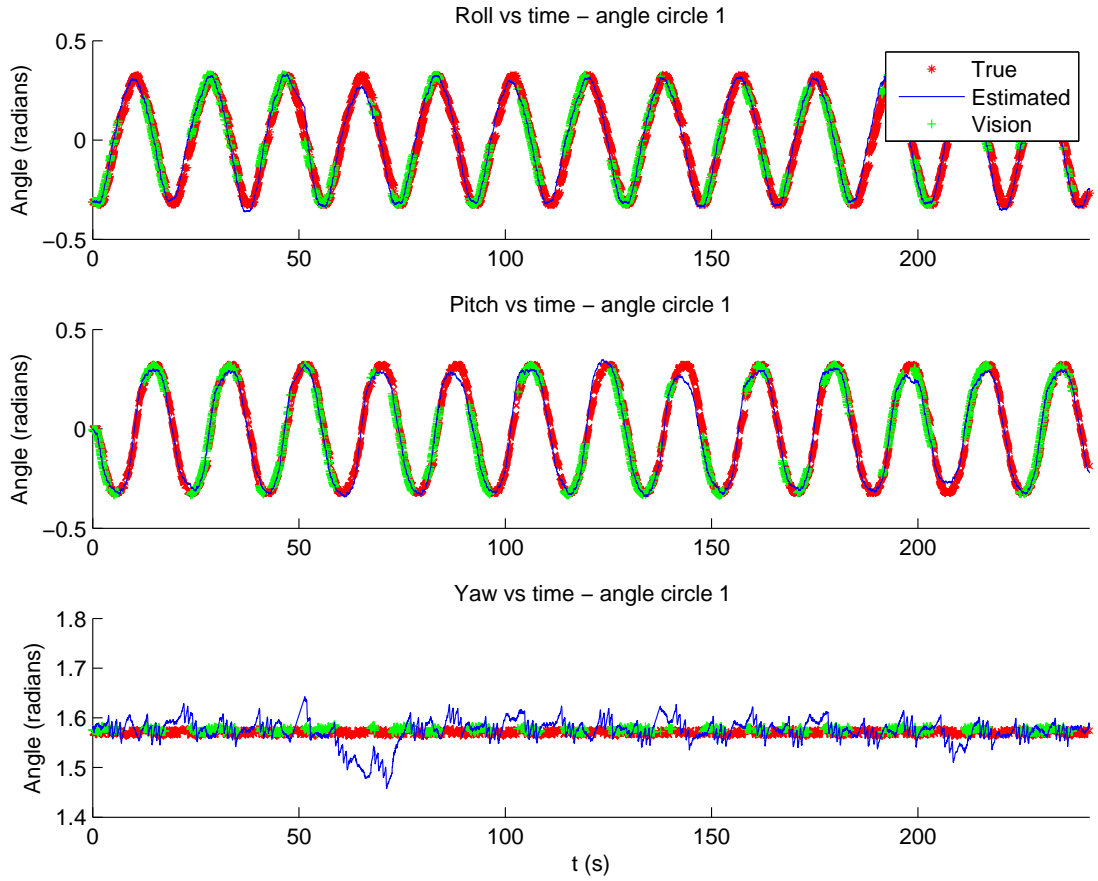 Roll vs time − angle circle 1
0.5
0
−0.5
Angle (radians)
0 50 100 150 200
True
Estimated
Vision
Pitch vs time − angle circle 1
0.5
0
−0.5
Angle (radians)
0 50 100 150 200
Yaw vs time − angle circle 1
1.8
1.7
1.6
1.5
1.4
Angle (radians)
0 50 100 150 200
t (s)